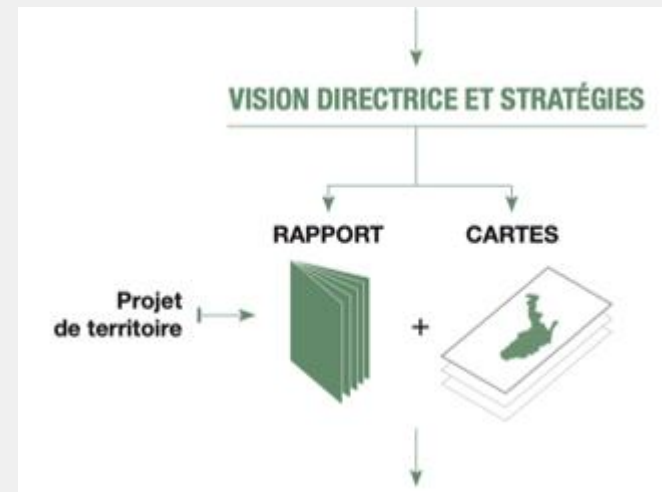 VISION DIRECTRICE ET STRATÉGIES
RAPPORT
CARTES
Projet
de territoire
+